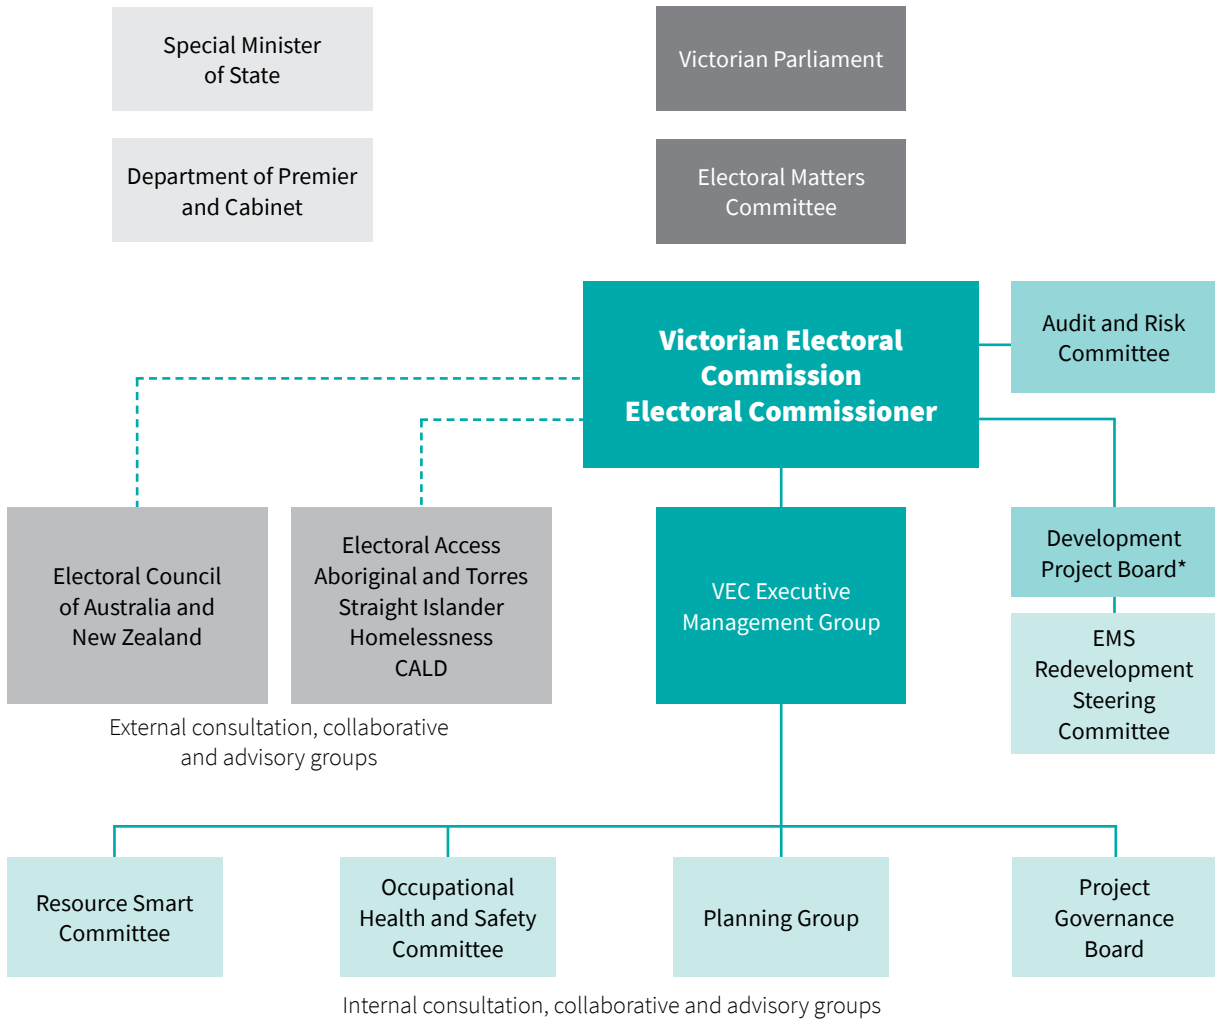 Special Minister
of State
Victorian Parliament
Department of Premier
and Cabinet
Electoral Matters
Committee
Victorian Electoral
Commission
Electoral Commissioner
Audit and Risk
Committee
Electoral Council
of Australia and
New Zealand
Electoral Access
Aboriginal and Torres
Straight Islander
Homelessness
CALD
VEC Executive
Management Group
Development
Project Board*
EMS
Redevelopment
Steering
Committee
External consultation, collaborative
and advisory groups
Resource Smart
Committee
Occupational
Health and Safety
Committee
Planning Group
Project
Governance
Board
Internal consultation, collaborative and advisory groups